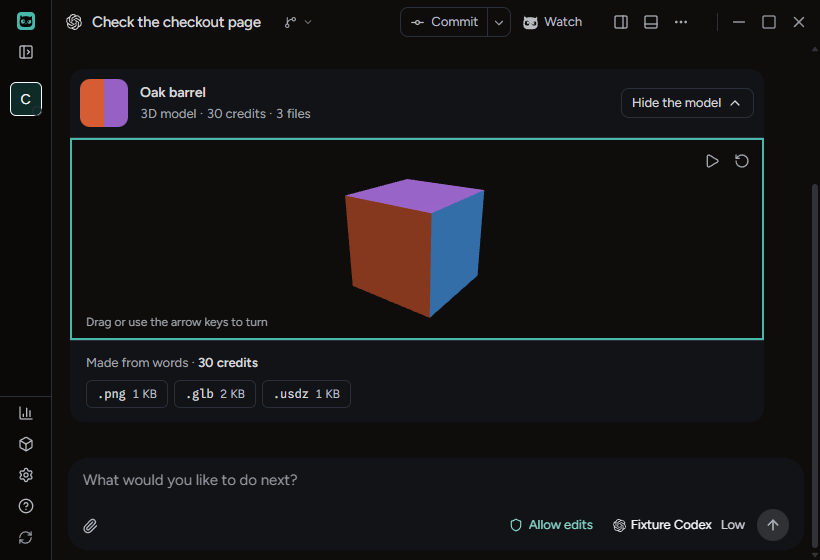 Check the checkout page
Commit
Watch
C
Oak barrel
3D model · 30 credits · 3 files
Hide the model
Drag or use the arrow keys to turn
Made from words · 30 credits
.png 1 KB
.glb 2 KB
.usdz 1 KB
What would you like to do next?
Allow edits
Fixture Codex Low